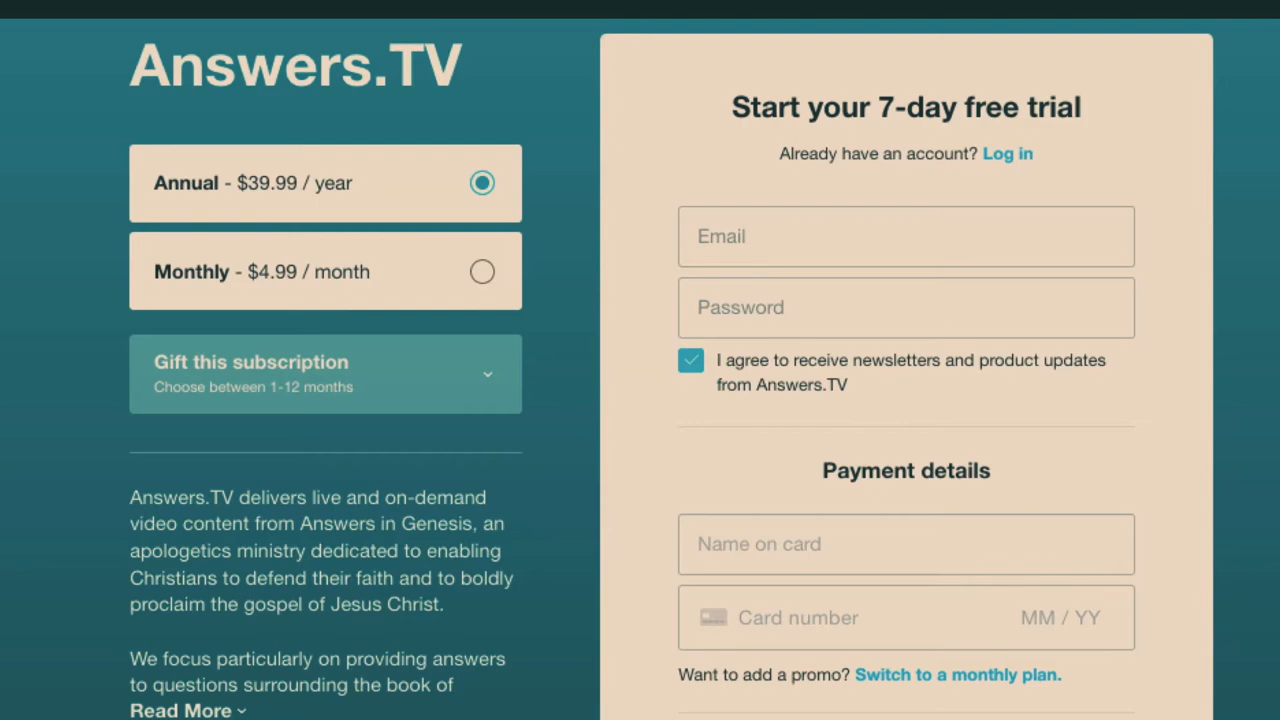 Answers.TV
Annual - $39.99 / year
Monthly - $4.99 / month
Gift this subscription
Choose between 1-12 months
Answers.TV delivers live and on-demand
video content from Answers in Genesis, an
apologetics ministry dedicated to enabling
Christians to defend their faith and to boldly
proclaim the gospel of Jesus Christ.
We focus particularly on providing answers
to questions surrounding the book of
Read More
Start your 7-day free trial
Already have an account? Log in
Email
Password
I agree to receive newsletters and product updates
from Answers.TV
Payment details
Name on card
Card number MM / YY
Want to add a promo? Switch to a monthly plan.